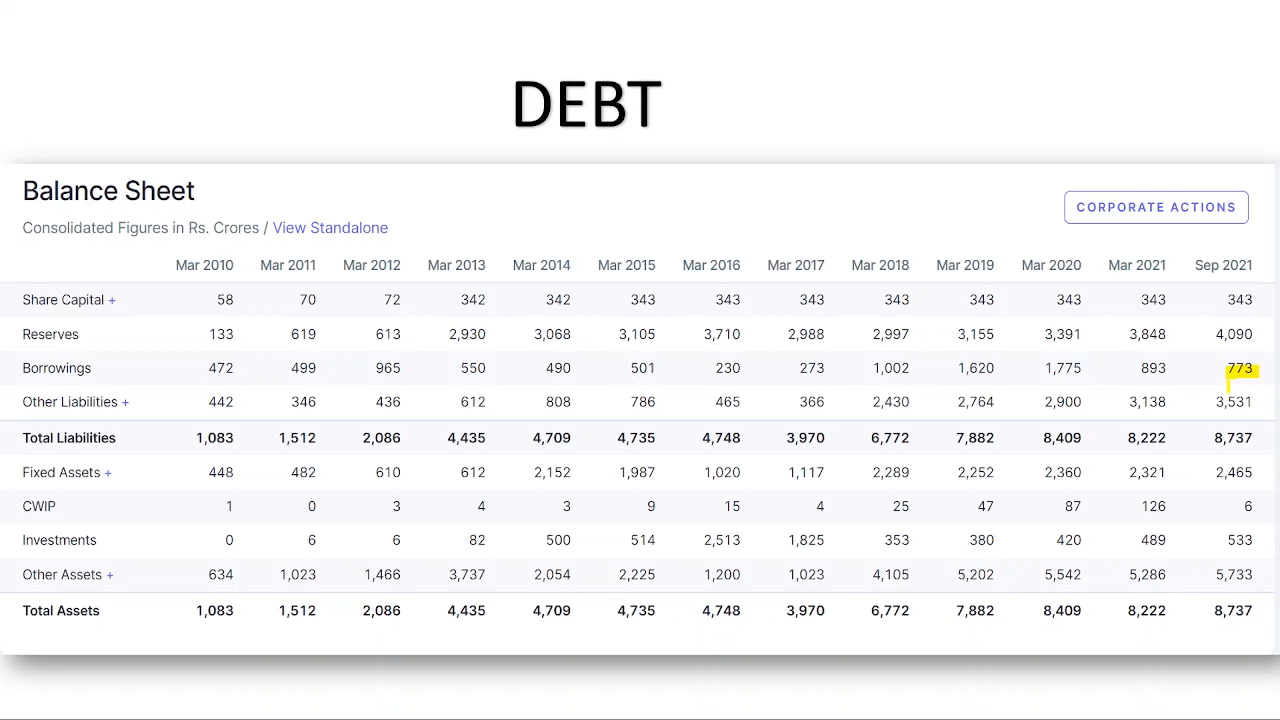 DEBT
Balance Sheet
CORPORATE ACTIONS
Consolidated Figures in Rs. Crores / View Standalone
Mar 2010 Mar 2011 Mar 2012 Mar 2013 Mar 2014 Mar 2015 Mar 2016 Mar 2017 Mar 2018 Mar 2019 Mar 2020 Mar 2021 Sep 2021
Share Capital + 58 70 72 342 342 343 343 343 343 343 343 343 343
Reserves 133 619 613 2,930 3,068 3,105 3,710 2,988 2,997 3,155 3,391 3,848 4,090
Borrowings 472 499 965 550 490 501 230 273 1,002 1,620 1,775 893 773
Other Liabilities + 442 346 436 612 808 786 465 366 2,430 2,764 2,900 3,138 3,531
Total Liabilities 1,083 1,512 2,086 4,435 4,709 4,735 4,748 3,970 6,772 7,882 8,409 8,222 8,737
Fixed Assets + 448 482 610 612 2,152 1,987 1,020 1,117 2,289 2,252 2,360 2,321 2,465
CWIP 1 0 3 4 3 9 15 4 25 47 87 126 6
Investments 0 6 6 82 500 514 2,513 1,825 353 380 420 489 533
Other Assets + 634 1,023 1,466 3,737 2,054 2,225 1,200 1,023 4,105 5,202 5,542 5,286 5,733
Total Assets 1,083 1,512 2,086 4,435 4,709 4,735 4,748 3,970 6,772 7,882 8,409 8,222 8,737